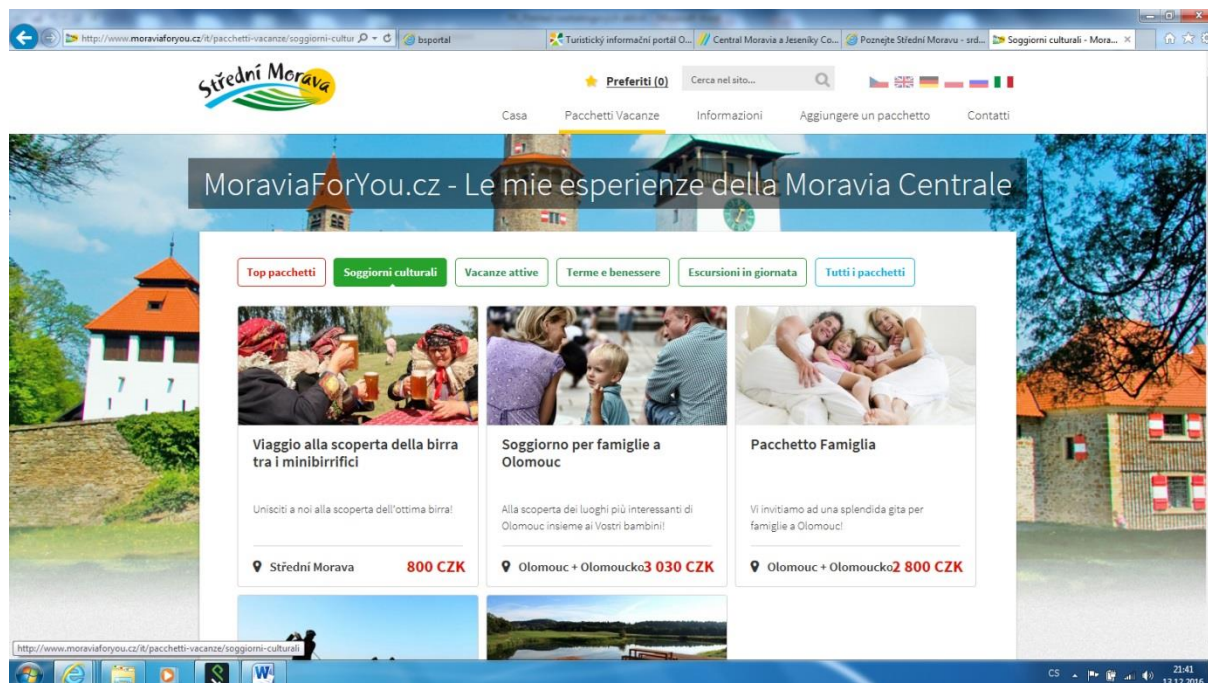 http://www.moraviaforyou.cz/it/pacchetti-vacanze/soggiorni-cultur
bsportal
Turistický informační portál O...
Central Moravia a Jeseníky Co...
Poznejte Střední Moravu - srd...
Soggiorni culturali - Mora...
Střední Morava
Preferiti (0)
Cerca nel sito...
Casa
Pacchetti Vacanze
Informazioni
Aggiungere un pacchetto
Contatti
MoraviaForYou.cz - Le mie esperienze della Moravia Centrale
Top pacchetti
Soggiorni culturali
Vacanze attive
Terme e benessere
Escursioni in giornata
Tutti i pacchetti
Viaggio alla scoperta della birra
tra i minibirrifici
Unisciti a noi alla scoperta dell'ottima birra!
Střední Morava
800 CZK
Soggiorno per famiglie a
Olomouc
Alla scoperta dei luoghi più interessanti di
Olomouc insieme ai Vostri bambini!
Olomouc + Olomoucko
3 030 CZK
Pacchetto Famiglia
Vi invitiamo ad una splendida gita per
famiglie a Olomouc!
Olomouc + Olomoucko
2 800 CZK
http://www.moraviaforyou.cz/it/pacchetti-vacanze/soggiorni-culturali
CS
21:41
13.12.2016